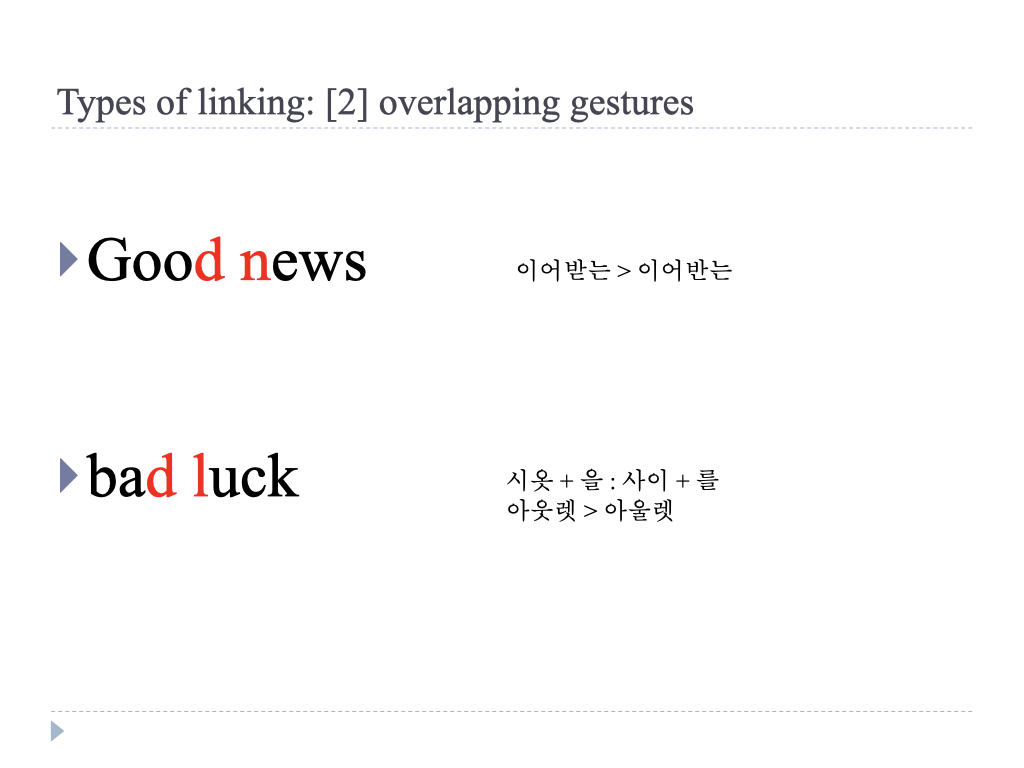 Types of linking: [2] overlapping gestures
Good news
이어받는 > 이어반는
bad luck
시옷 + 을 : 사이 + 를
아웃렛 > 아울렛